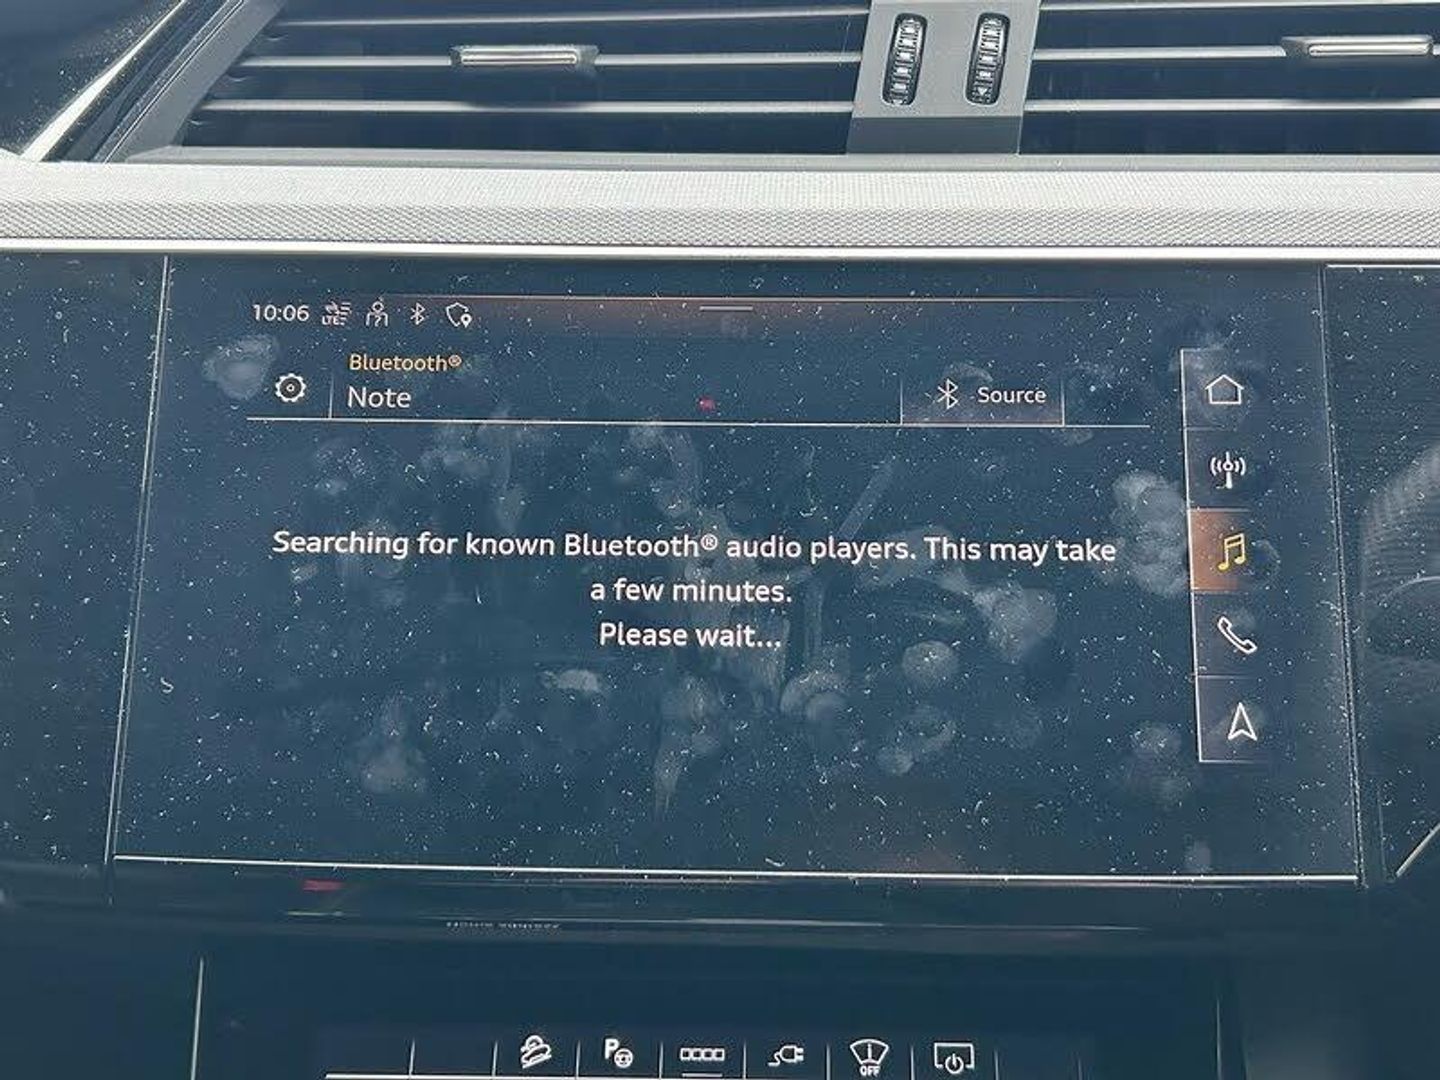 10:06
LTE
Bluetooth®
Note
Source
Searching for known Bluetooth® audio players. This may take
a few minutes.
Please wait...
P
OFF